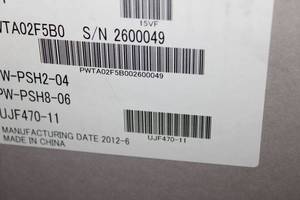 15VF
WTA02F5B0 S/N 2600049
PWTA02F5B002600049
W-PSH2-04
PW-PSH8-06
UJF470-11
MANUFACTURING DATE 2012-6
MADE IN CHINA
UJF470-11